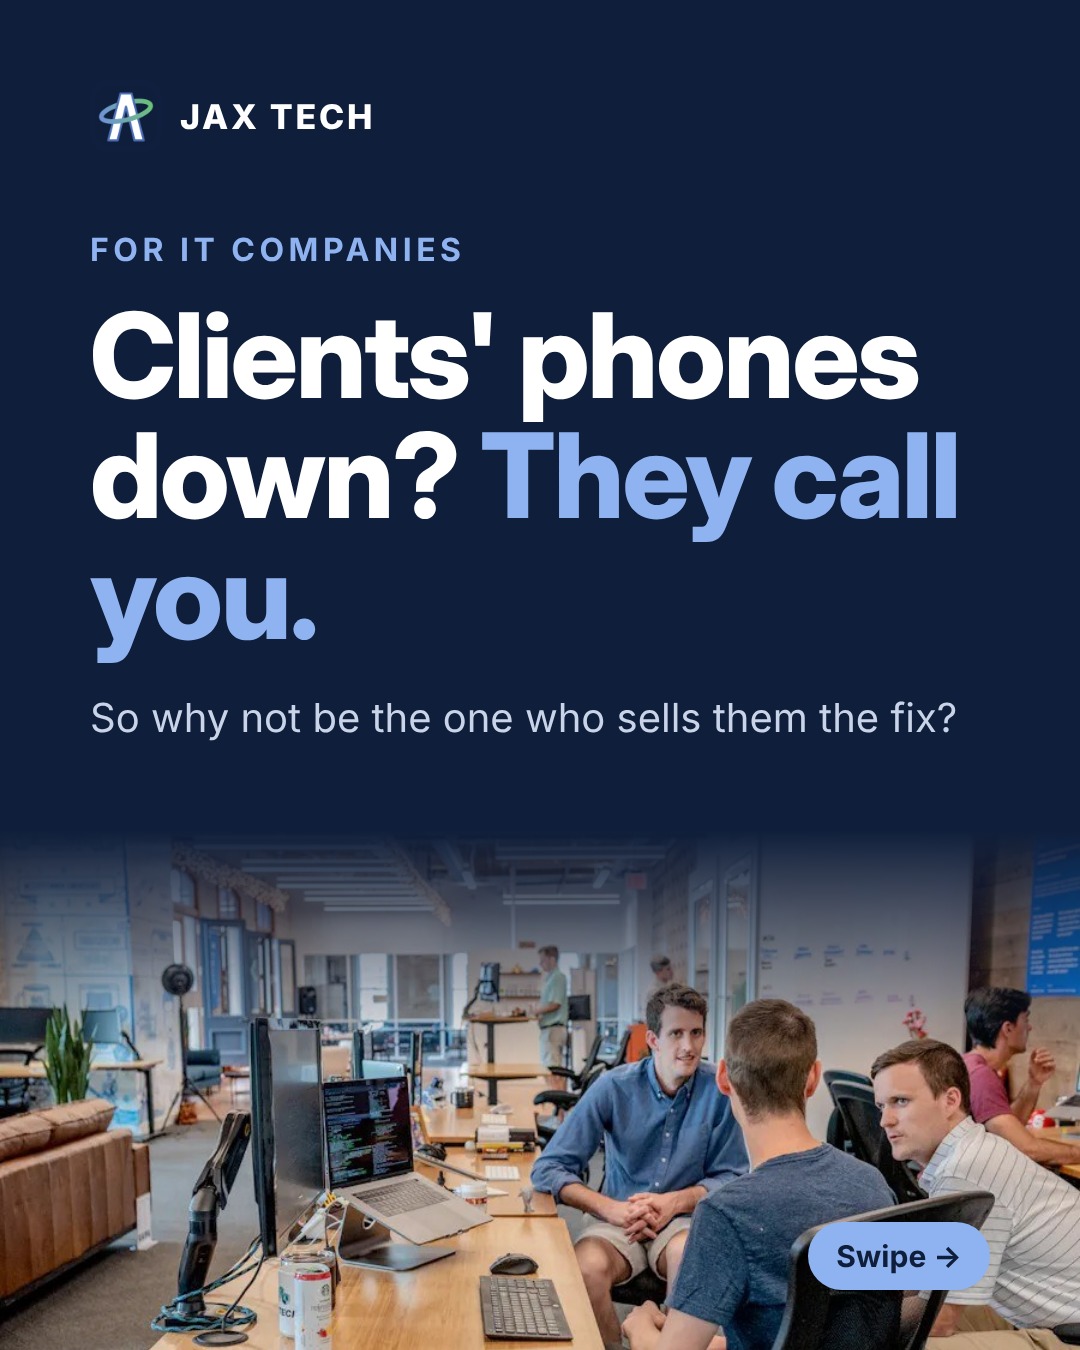 JAX TECH
FOR IT COMPANIES
Clients' phones
down? They call
you.
So why not be the one who sells them the fix?
Swipe →